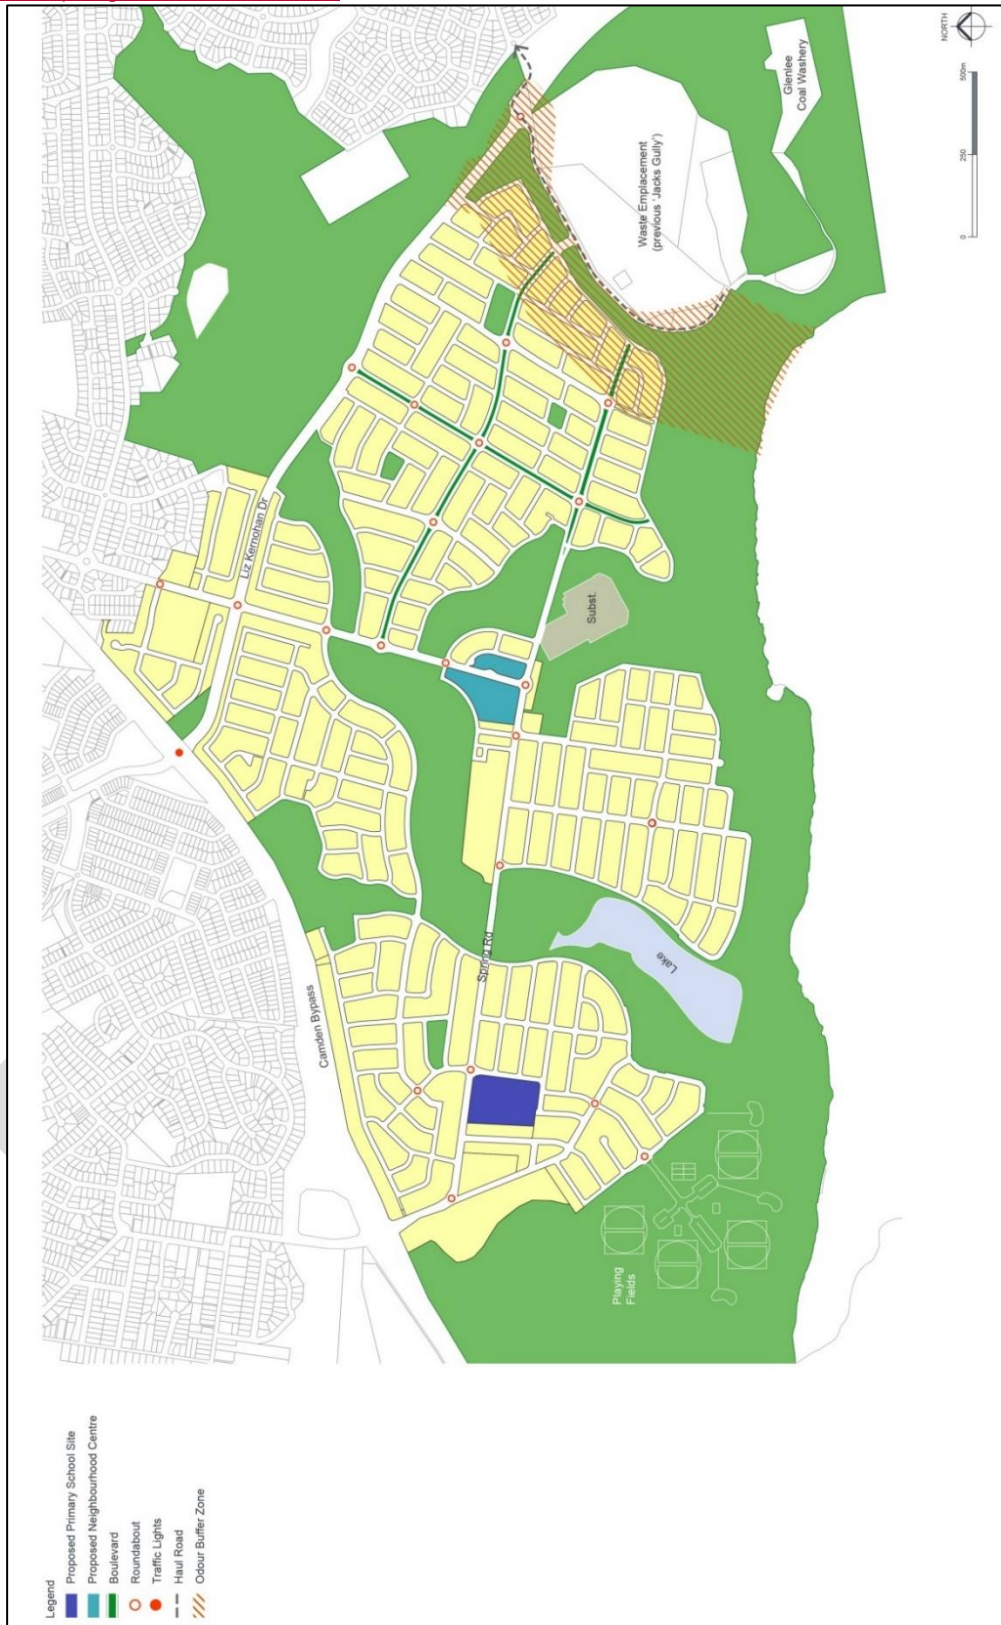 NORTH
500m
250
0
Glenlee
Coal Washery
Waste Emplacement
(previous 'Jacks Gully')
Liz Kernohan Dr
Subst.
Spring Rd
Camden Bypass
Lake
Playing
Fields
Legend
Proposed Primary School Site
Proposed Neighbourhood Centre
Boulevard
Roundabout
Traffic Lights
Haul Road
Odour Buffer Zone